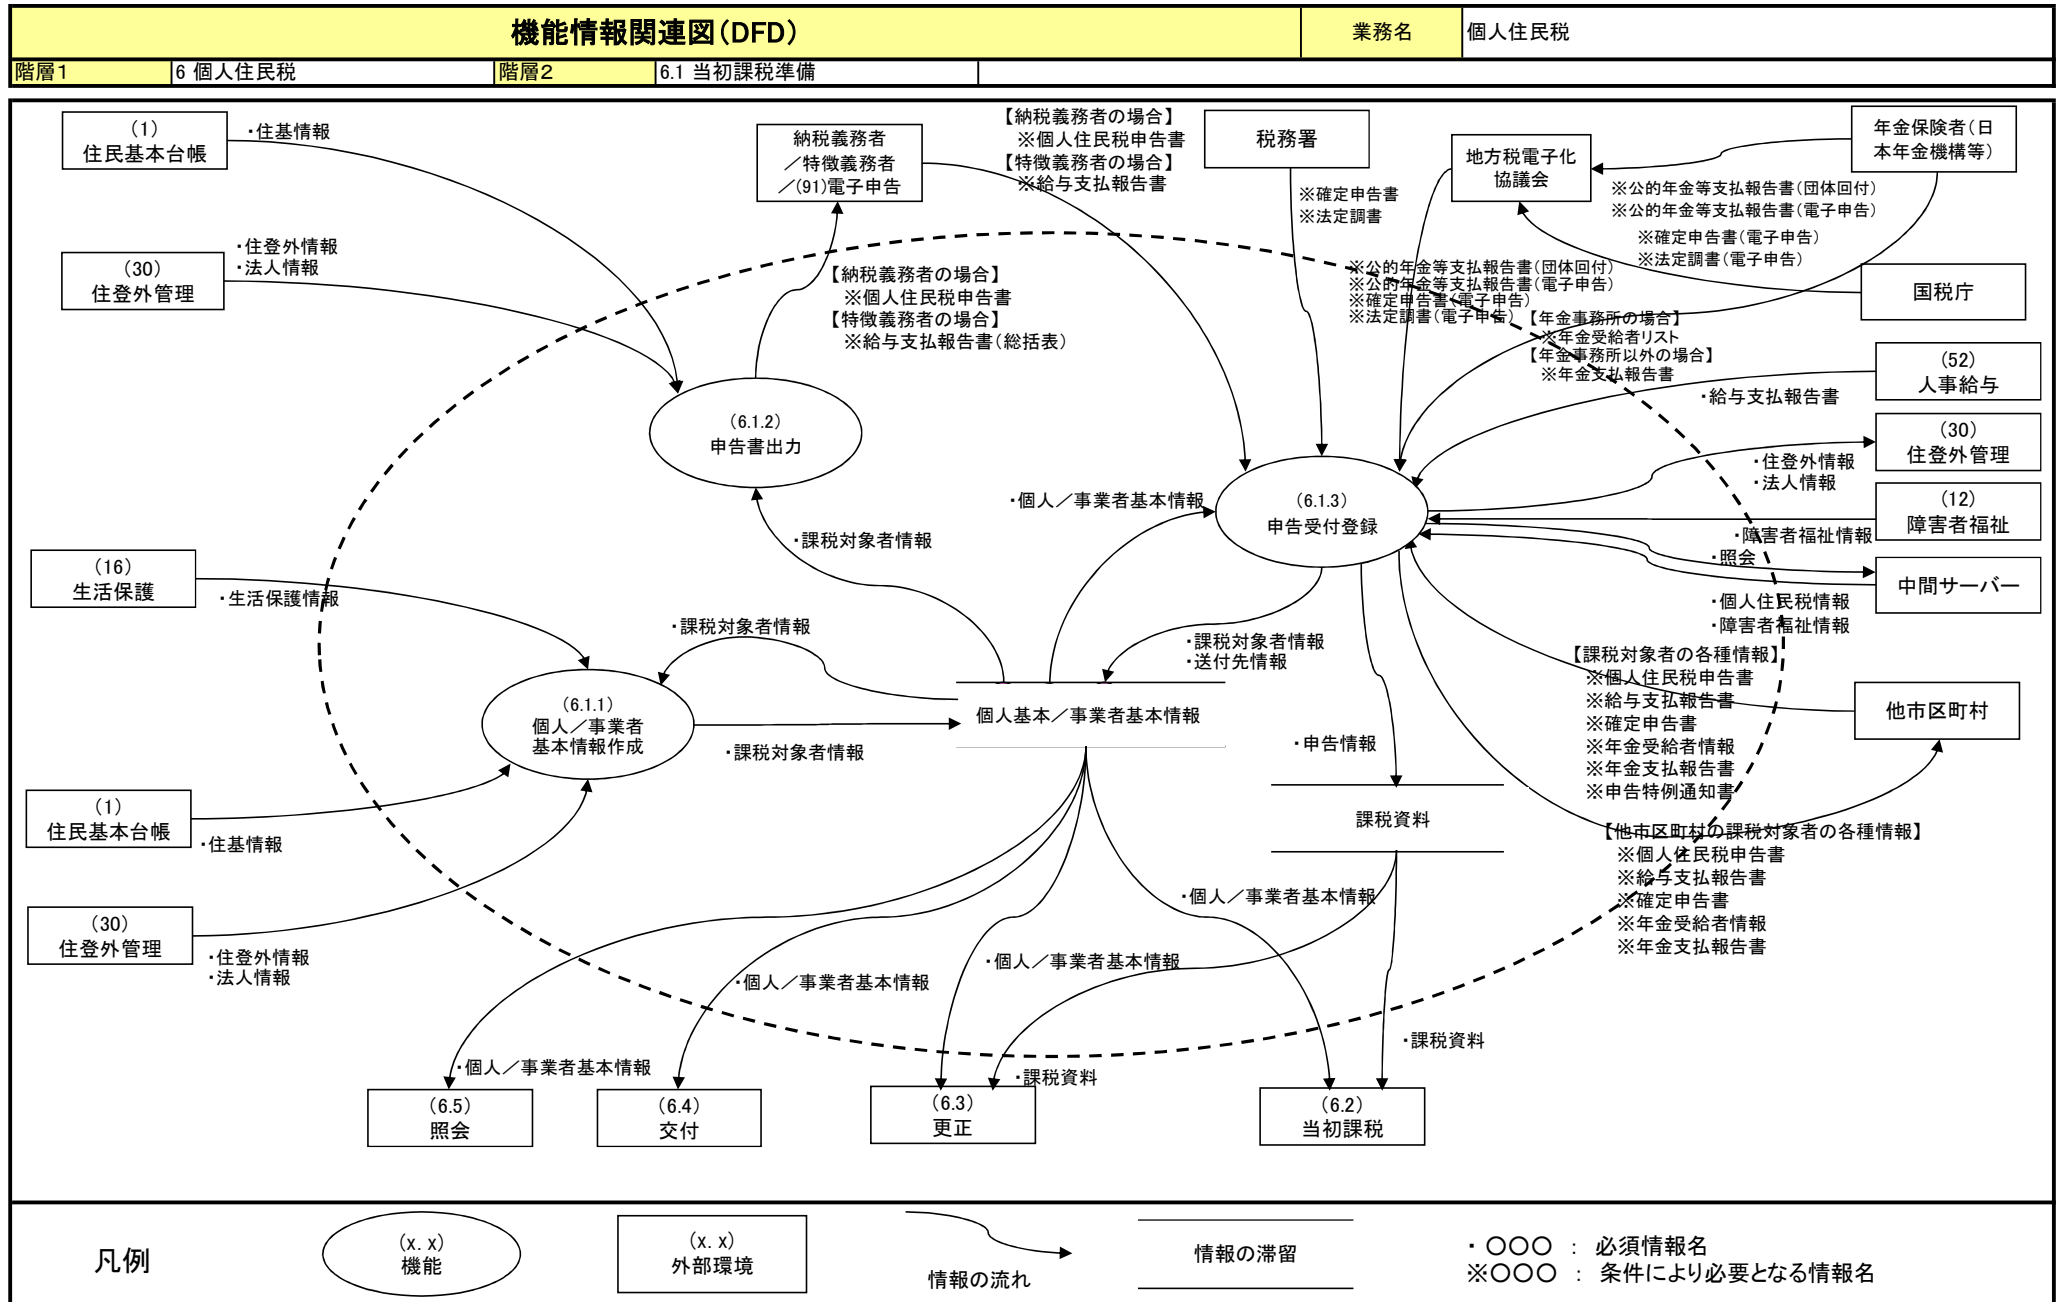 機能情報関連図(DFD)
業務名
個人住民税
階層1
6 個人住民税
階層2
6.1 当初課税準備
(1)
住民基本台帳
・住基情報
納税義務者
／特徴義務者
／(91)電子申告
【納税義務者の場合】
※個人住民税申告書
【特徴義務者の場合】
※給与支払報告書
税務署
※確定申告書
※法定調書
地方税電子化
協議会
年金保険者(日
本年金機構等)
※公的年金等支払報告書(団体回付)
※公的年金等支払報告書(電子申告)
※確定申告書(電子申告)
※法定調書(電子申告)
(30)
住登外管理
・住登外情報
・法人情報
【納税義務者の場合】
※個人住民税申告書
【特徴義務者の場合】
※給与支払報告書(総括表)
※公的年金等支払報告書(団体回付)
※公的年金等支払報告書(電子申告)
※確定申告書(電子申告)
※法定調書(電子申告)
国税庁
【年金事務所の場合】
※年金受給者リスト
【年金事務所以外の場合】
※年金支払報告書
(52)
人事給与
・給与支払報告書
(6.1.2)
申告書出力
(30)
住登外管理
・住登外情報
・法人情報
・個人／事業者基本情報
(6.1.3)
申告受付登録
(12)
障害者福祉
・障害者福祉情報
・照会
・課税対象者情報
(16)
生活保護
・生活保護情報
中間サーバー
・個人住民税情報
・障害者福祉情報
・課税対象者情報
・課税対象者情報
・送付先情報
【課税対象者の各種情報】
※個人住民税申告書
※給与支払報告書
※確定申告書
※年金受給者情報
※年金支払報告書
※申告特例通知書
他市区町村
(6.1.1)
個人／事業者
基本情報作成
・課税対象者情報
個人基本／事業者基本情報
・申告情報
(1)
住民基本台帳
・住基情報
課税資料
【他市区町村の課税対象者の各種情報】
※個人住民税申告書
※給与支払報告書
※確定申告書
※年金受給者情報
※年金支払報告書
・個人／事業者基本情報
(30)
住登外管理
・住登外情報
・法人情報
・個人／事業者基本情報
・個人／事業者基本情報
・課税資料
・個人／事業者基本情報
・課税資料
(6.5)
照会
(6.4)
交付
(6.3)
更正
(6.2)
当初課税
凡例
(x. x)
機能
(x. x)
外部環境
情報の流れ
情報の滞留
・ ○○○ ： 必須情報名
※○○○ ： 条件により必要となる情報名